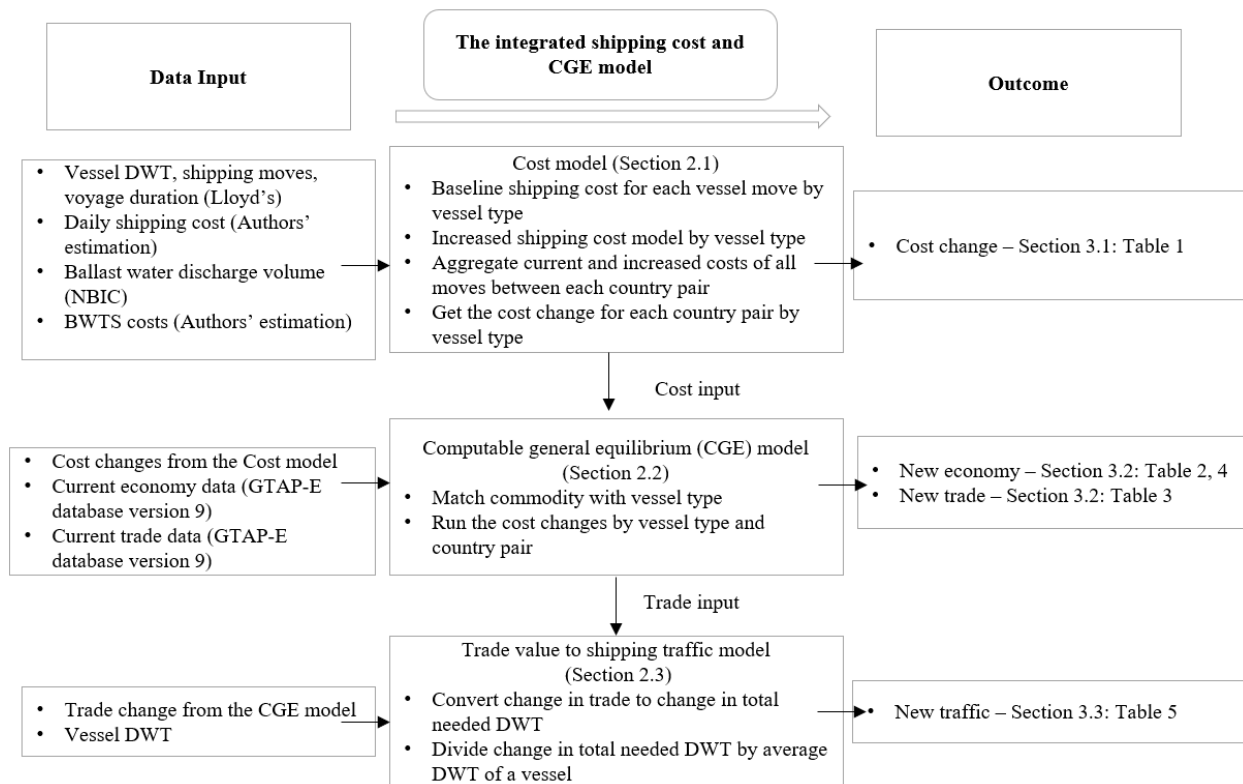 Data Input
The integrated shipping cost and
CGE model
Outcome
• Vessel DWT, shipping moves,
voyage duration (Lloyd's)
• Daily shipping cost (Authors'
estimation)
• Ballast water discharge volume
(NBIC)
• BWTS costs (Authors' estimation)
Cost model (Section 2.1)
• Baseline shipping cost for each vessel move by
vessel type
• Increased shipping cost model by vessel type
• Aggregate current and increased costs of all
moves between each country pair
• Get the cost change for each country pair by
vessel type
• Cost change – Section 3.1: Table 1
Cost input
• Cost changes from the Cost model
• Current economy data (GTAP-E
database version 9)
• Current trade data (GTAP-E
database version 9)
Computable general equilibrium (CGE) model
(Section 2.2)
• Match commodity with vessel type
• Run the cost changes by vessel type and
country pair
• New economy – Section 3.2: Table 2, 4
• New trade – Section 3.2: Table 3
Trade input
• Trade change from the CGE model
• Vessel DWT
Trade value to shipping traffic model
(Section 2.3)
• Convert change in trade to change in total
needed DWT
• Divide change in total needed DWT by average
DWT of a vessel
• New traffic – Section 3.3: Table 5